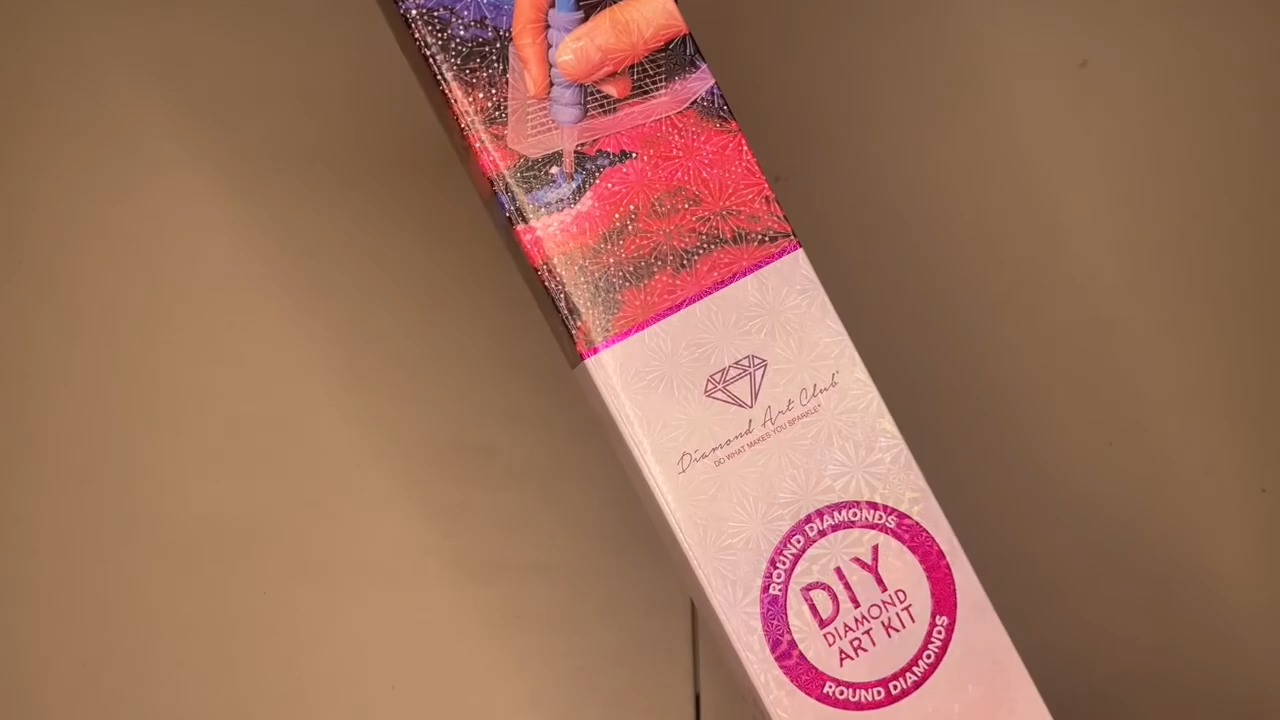 Diamond Art Club®
DO WHAT MAKES YOU SPARKLE®
ROUND DIAMONDS
DIY
DIAMOND
ART KIT
ROUND DIAMONDS